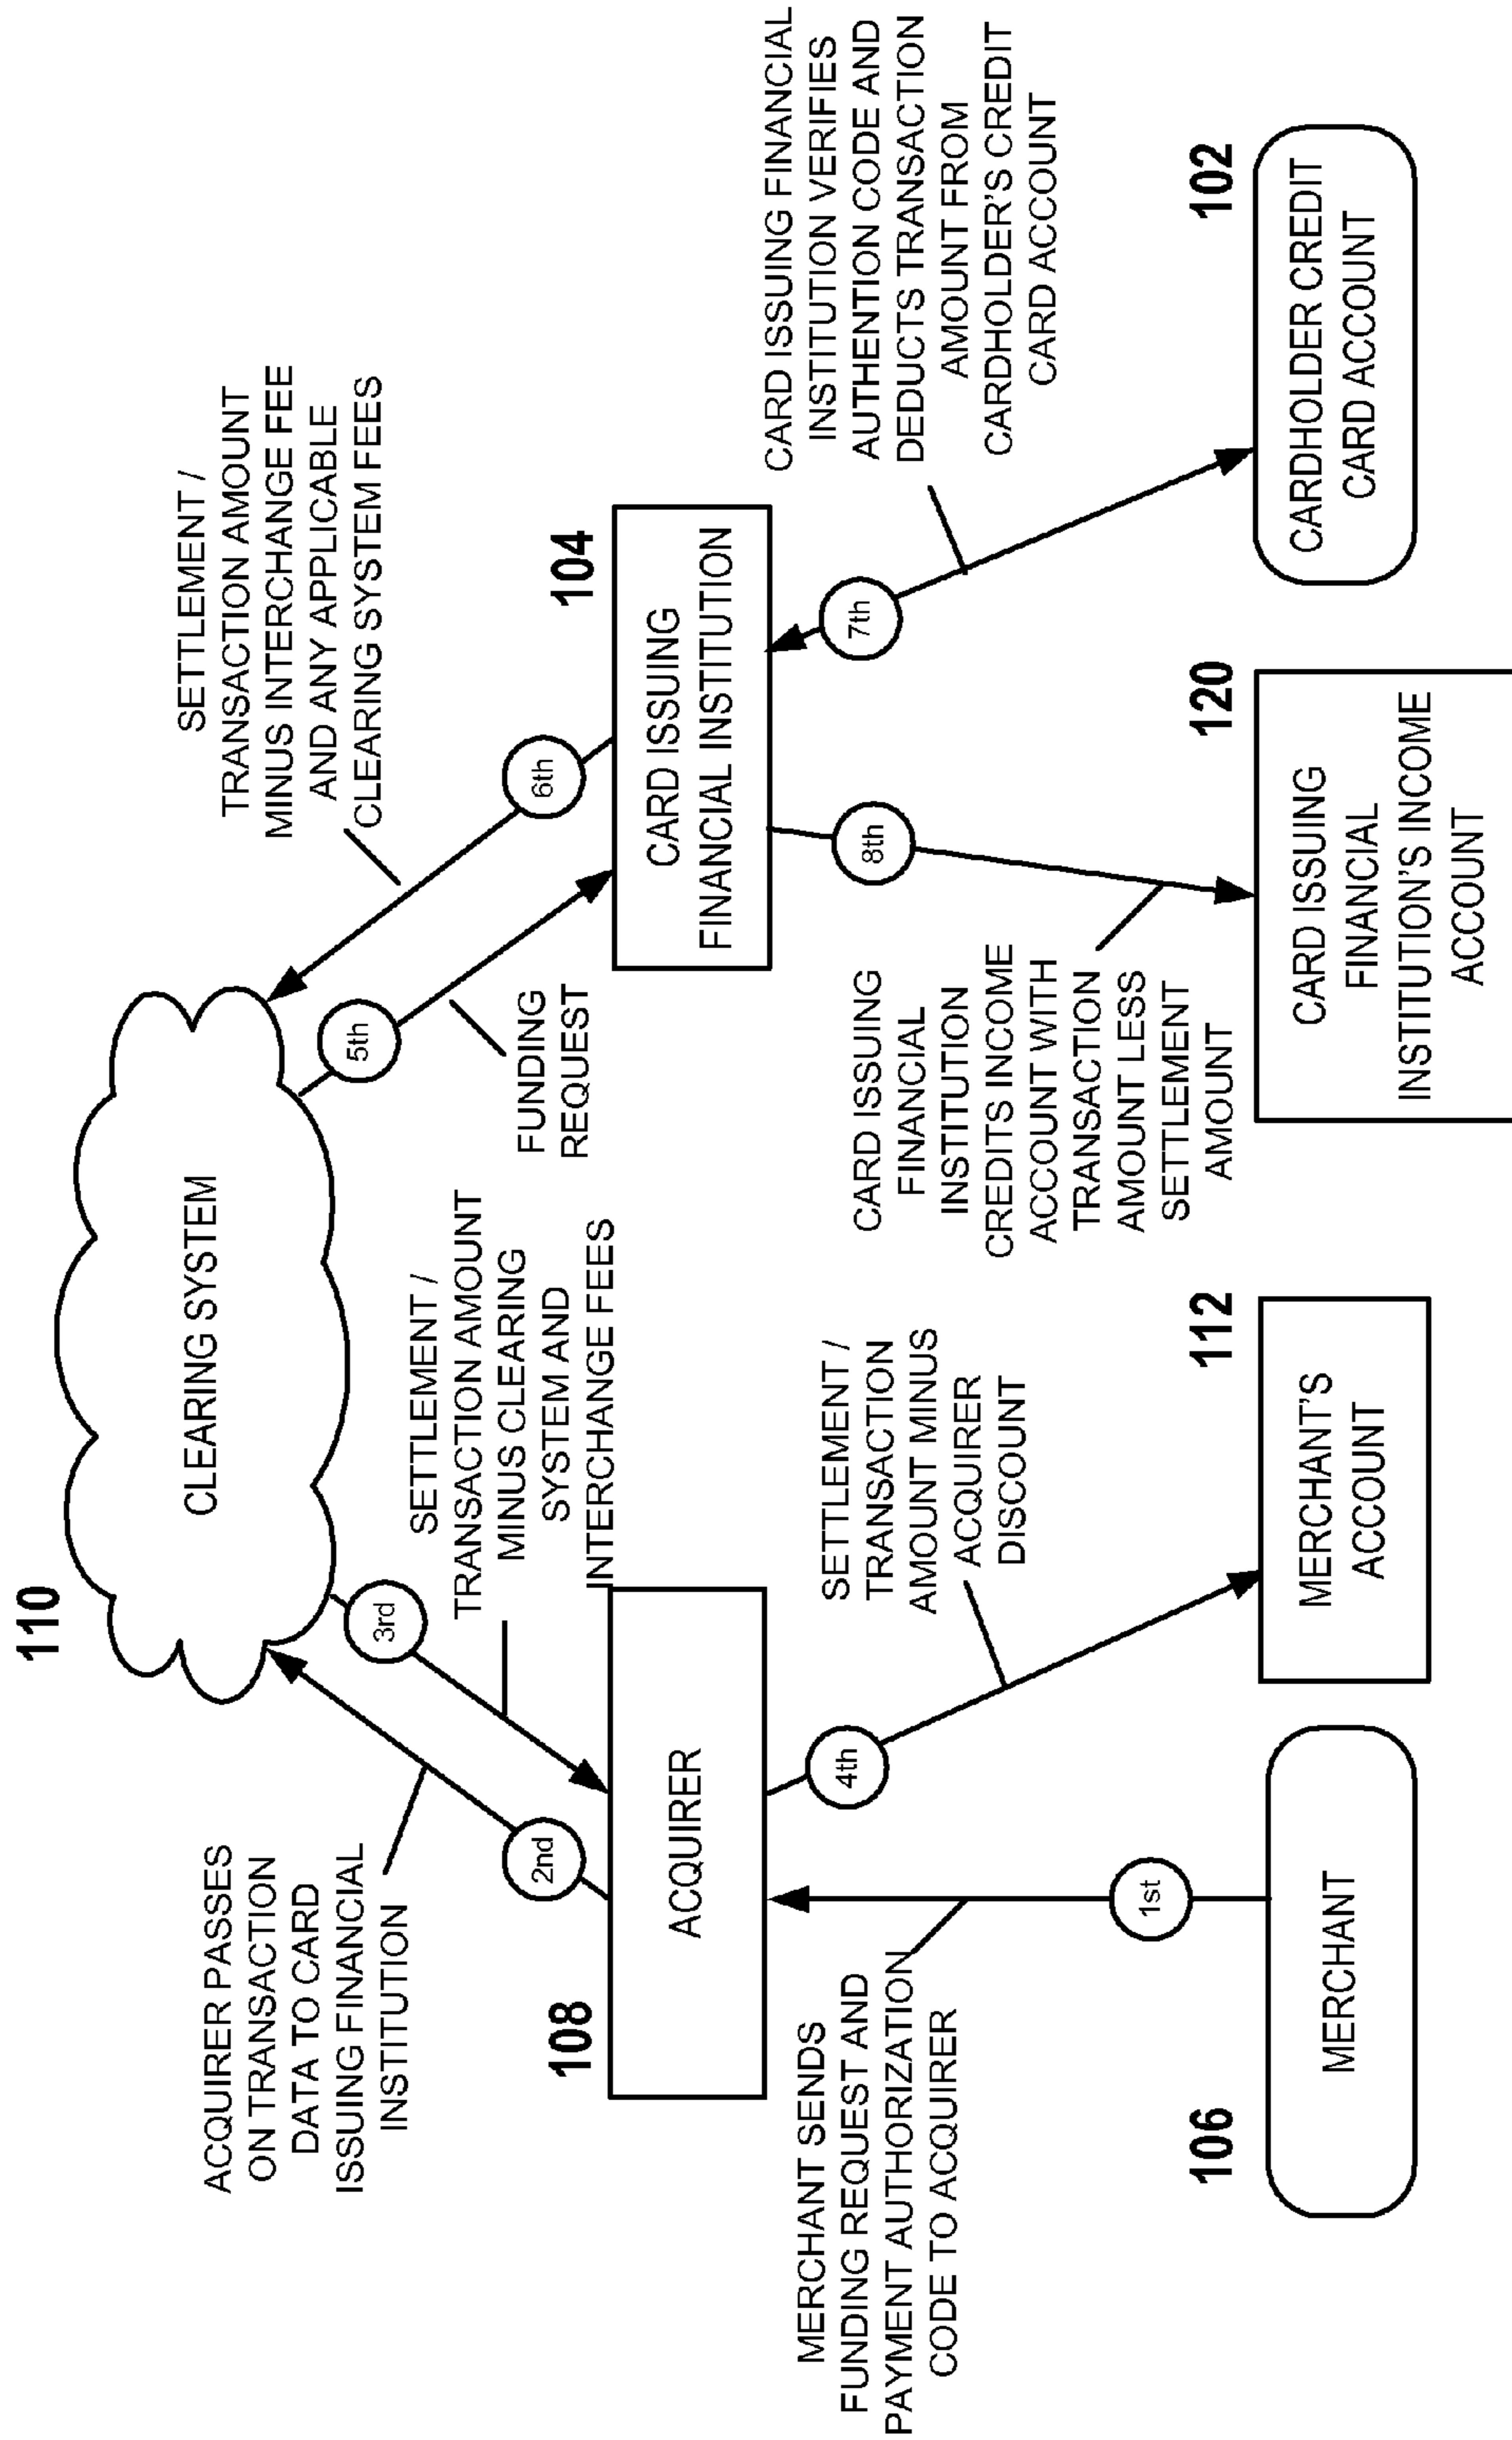 110
CLEARING SYSTEM
ACQUIRER PASSES
ON TRANSACTION
DATA TO CARD
ISSUING FINANCIAL
INSTITUTION
2nd
3rd
SETTLEMENT /
TRANSACTION AMOUNT
MINUS CLEARING
SYSTEM AND
INTERCHANGE FEES
5th
FUNDING
REQUEST
6th
SETTLEMENT /
TRANSACTION AMOUNT
MINUS INTERCHANGE FEE
AND ANY APPLICABLE
CLEARING SYSTEM FEES
108
ACQUIRER
104
CARD ISSUING
FINANCIAL INSTITUTION
MERCHANT SENDS
FUNDING REQUEST AND
PAYMENT AUTHORIZATION
CODE TO ACQUIRER
1st
4th
SETTLEMENT /
TRANSACTION
AMOUNT MINUS
ACQUIRER
DISCOUNT
CARD ISSUING
FINANCIAL
INSTITUTION
CREDITS INCOME
ACCOUNT WITH
TRANSACTION
AMOUNT LESS
SETTLEMENT
AMOUNT
8th
7th
CARD ISSUING FINANCIAL
INSTITUTION VERIFIES
AUTHENTION CODE AND
DEDUCTS TRANSACTION
AMOUNT FROM
CARDHOLDER'S CREDIT
CARD ACCOUNT
106
MERCHANT
112
MERCHANT'S
ACCOUNT
120
CARD ISSUING
FINANCIAL
INSTITUTION'S INCOME
ACCOUNT
102
CARDHOLDER CREDIT
CARD ACCOUNT